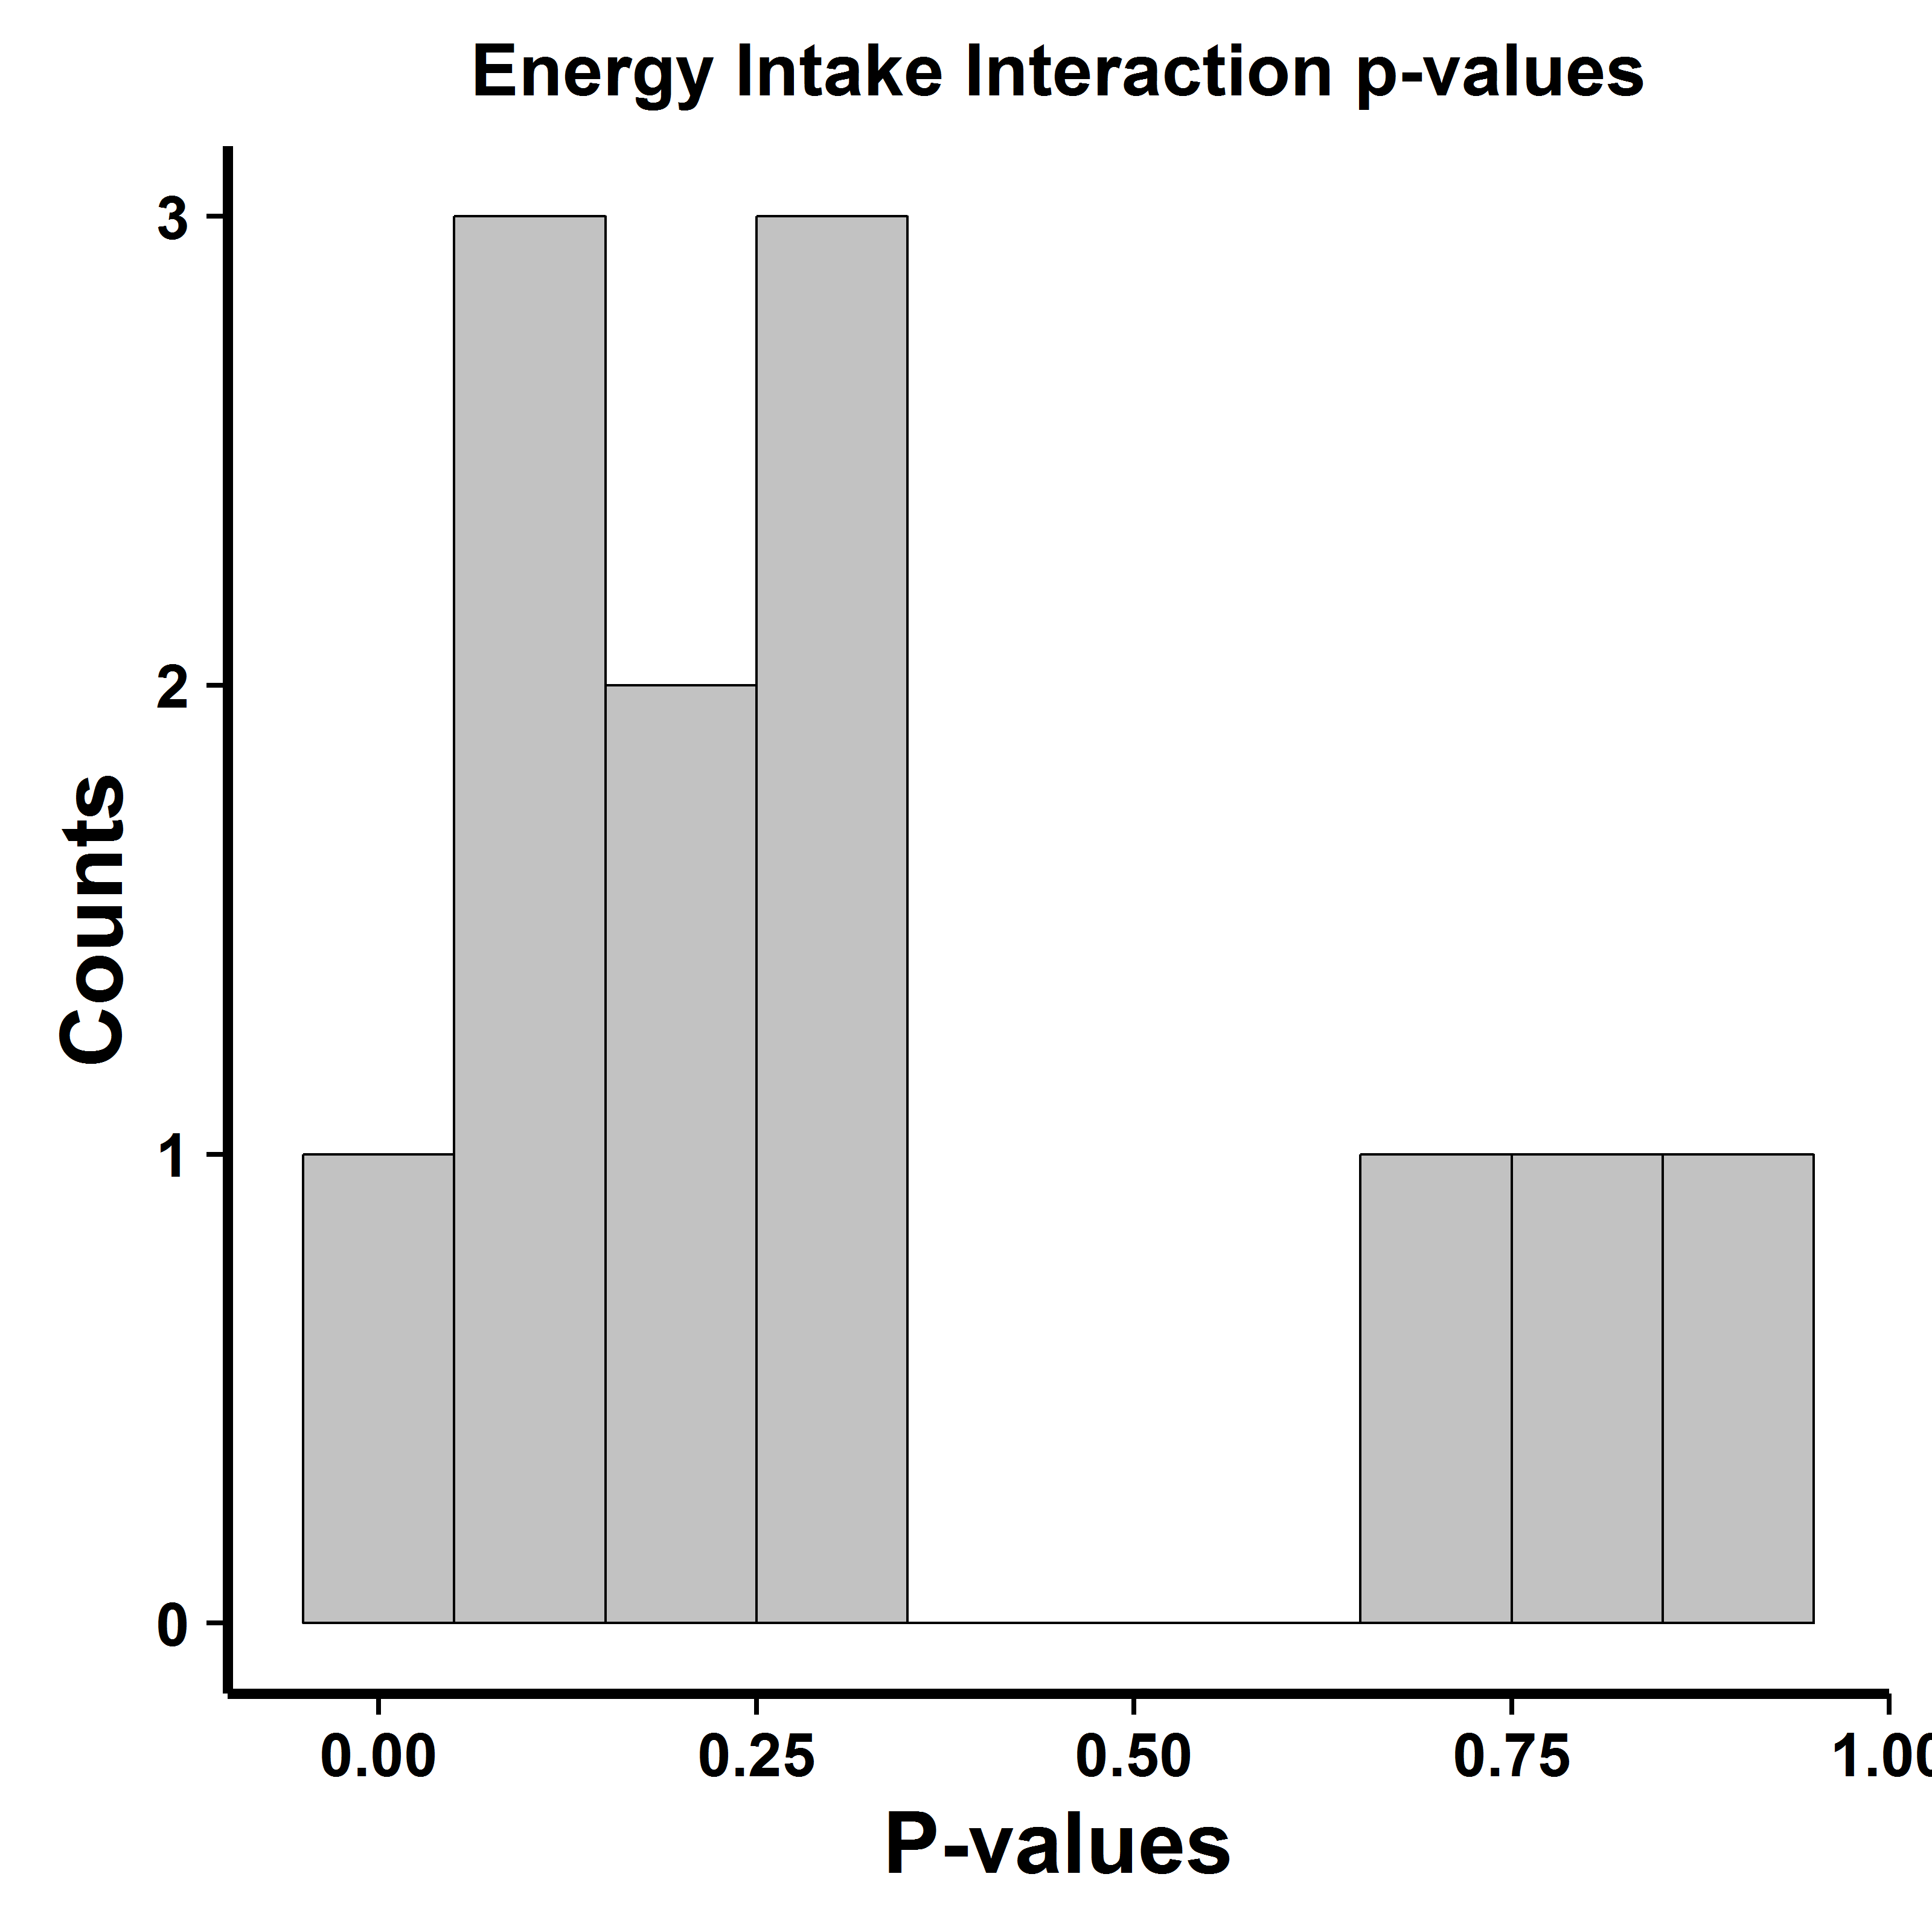 Energy Intake Interaction p-values
3
2
1
0
Counts
0.00 0.25 0.50 0.75 1.00
P-values